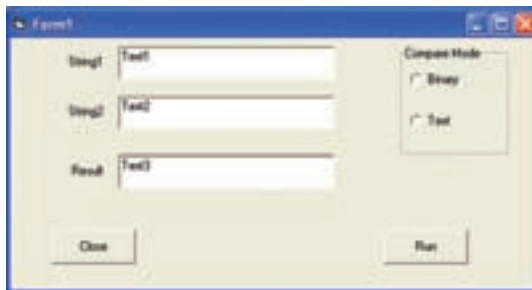 Form1
String1 Text1
Compare Mode
Binary
String2 Text2
Text
Result Text3
Close Run